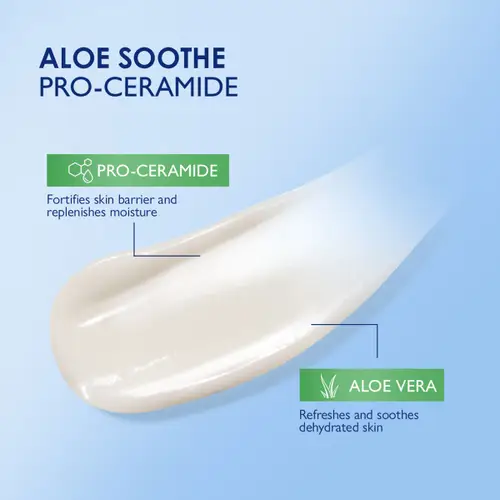 ALOE SOOTHE
PRO-CERAMIDE
PRO-CERAMIDE
Fortifies skin barrier and
replenishes moisture
ALOE VERA
Refreshes and soothes
dehydrated skin